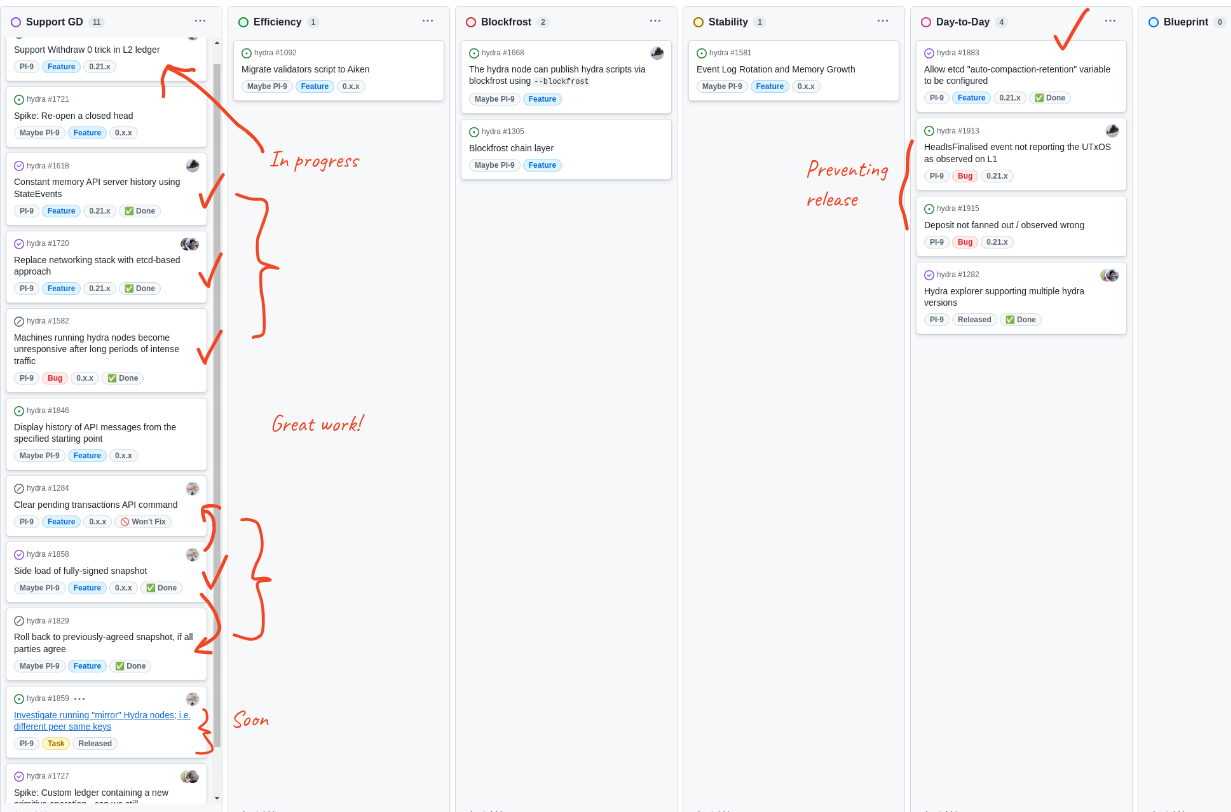 Support GD 11 ...
Support Withdraw 0 trick in L2 ledger
PI-9 Feature 0.21.x
hydra #1721
Spike: Re-open a closed head
Maybe PI-9 Feature 0.x.x
hydra #1618
Constant memory API server history using
StateEvents
PI-9 Feature 0.21.x ✅ Done
hydra #1720
Replace networking stack with etcd-based
approach
PI-9 Feature 0.21.x ✅ Done
hydra #1582
Machines running hydra nodes become
unresponsive after long periods of intense
traffic
PI-9 Bug 0.x.x ✅ Done
hydra #1846
Display history of API messages from the
specified starting point
Maybe PI-9 Feature 0.x.x
hydra #1284
Clear pending transactions API command
PI-9 Feature 0.x.x 🚫 Won't Fix
hydra #1858
Side load of fully-signed snapshot
Maybe PI-9 Feature 0.x.x ✅ Done
hydra #1829
Roll back to previously-agreed snapshot, if all
parties agree
Maybe PI-9 Feature ✅ Done
hydra #1859 ...
Investigate running "mirror" Hydra nodes; i.e.
different peer same keys
PI-9 Task Released
hydra #1727
Spike: Custom ledger containing a new
In progress
Great work!
Soon
Efficiency 1 ...
hydra #1092
Migrate validators script to Aiken
Maybe PI-9 Feature 0.x.x
Blockfrost 2 ...
hydra #1668
The hydra node can publish hydra scripts via
blockfrost using --blockfrost
Maybe PI-9 Feature
hydra #1305
Blockfrost chain layer
Maybe PI-9 Feature
Stability 1 ...
hydra #1581
Event Log Rotation and Memory Growth
Maybe PI-9 Feature 0.x.x
Preventing
release
Day-to-Day 4 ...
hydra #1883
Allow etcd "auto-compaction-retention" variable
to be configured
PI-9 Feature 0.21.x ✅ Done
hydra #1913
HeadIsFinalised event not reporting the UTxOS
as observed on L1
PI-9 Bug 0.21.x
hydra #1915
Deposit not fanned out / observed wrong
PI-9 Bug 0.21.x
hydra #1282
Hydra explorer supporting multiple hydra
versions
PI-9 Released ✅ Done
Blueprint 0